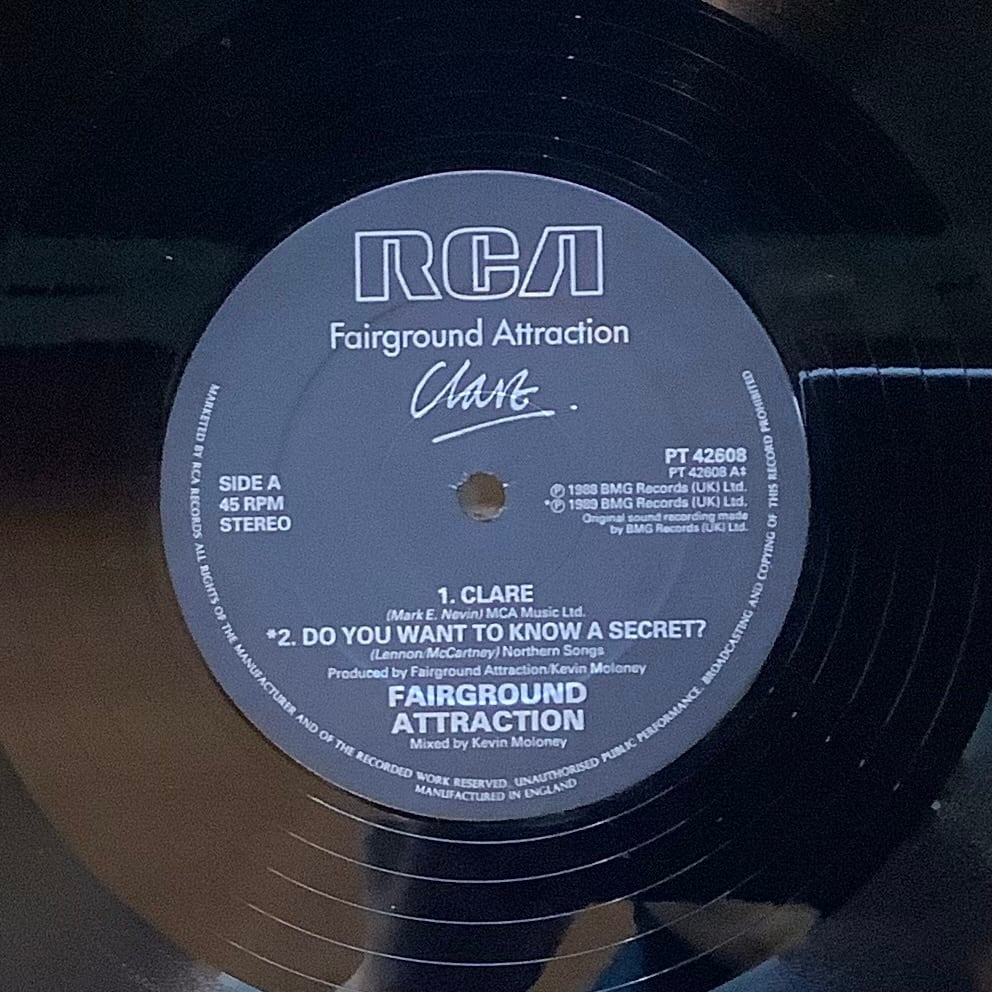 RCA
Fairground Attraction
Clare.
SIDE A
45 RPM
STEREO
PT 42608
PT 42608 A‡
℗ 1988 BMG Records (UK) Ltd.
*℗ 1989 BMG Records (UK) Ltd.
Original sound recording made
by BMG Records (UK) Ltd.
1. CLARE
(Mark E. Nevin) MCA Music Ltd.
*2. DO YOU WANT TO KNOW A SECRET?
(Lennon/McCartney) Northern Songs
Produced by Fairground Attraction/Kevin Moloney
FAIRGROUND
ATTRACTION
Mixed by Kevin Moloney
MARKETED BY RCA RECORDS. ALL RIGHTS OF THE MANUFACTURER AND OF THE RECORDED WORK RESERVED. UNAUTHORISED PUBLIC PERFORMANCE. BROADCASTING AND COPYING OF THIS RECORD PROHIBITED
MANUFACTURED IN ENGLAND